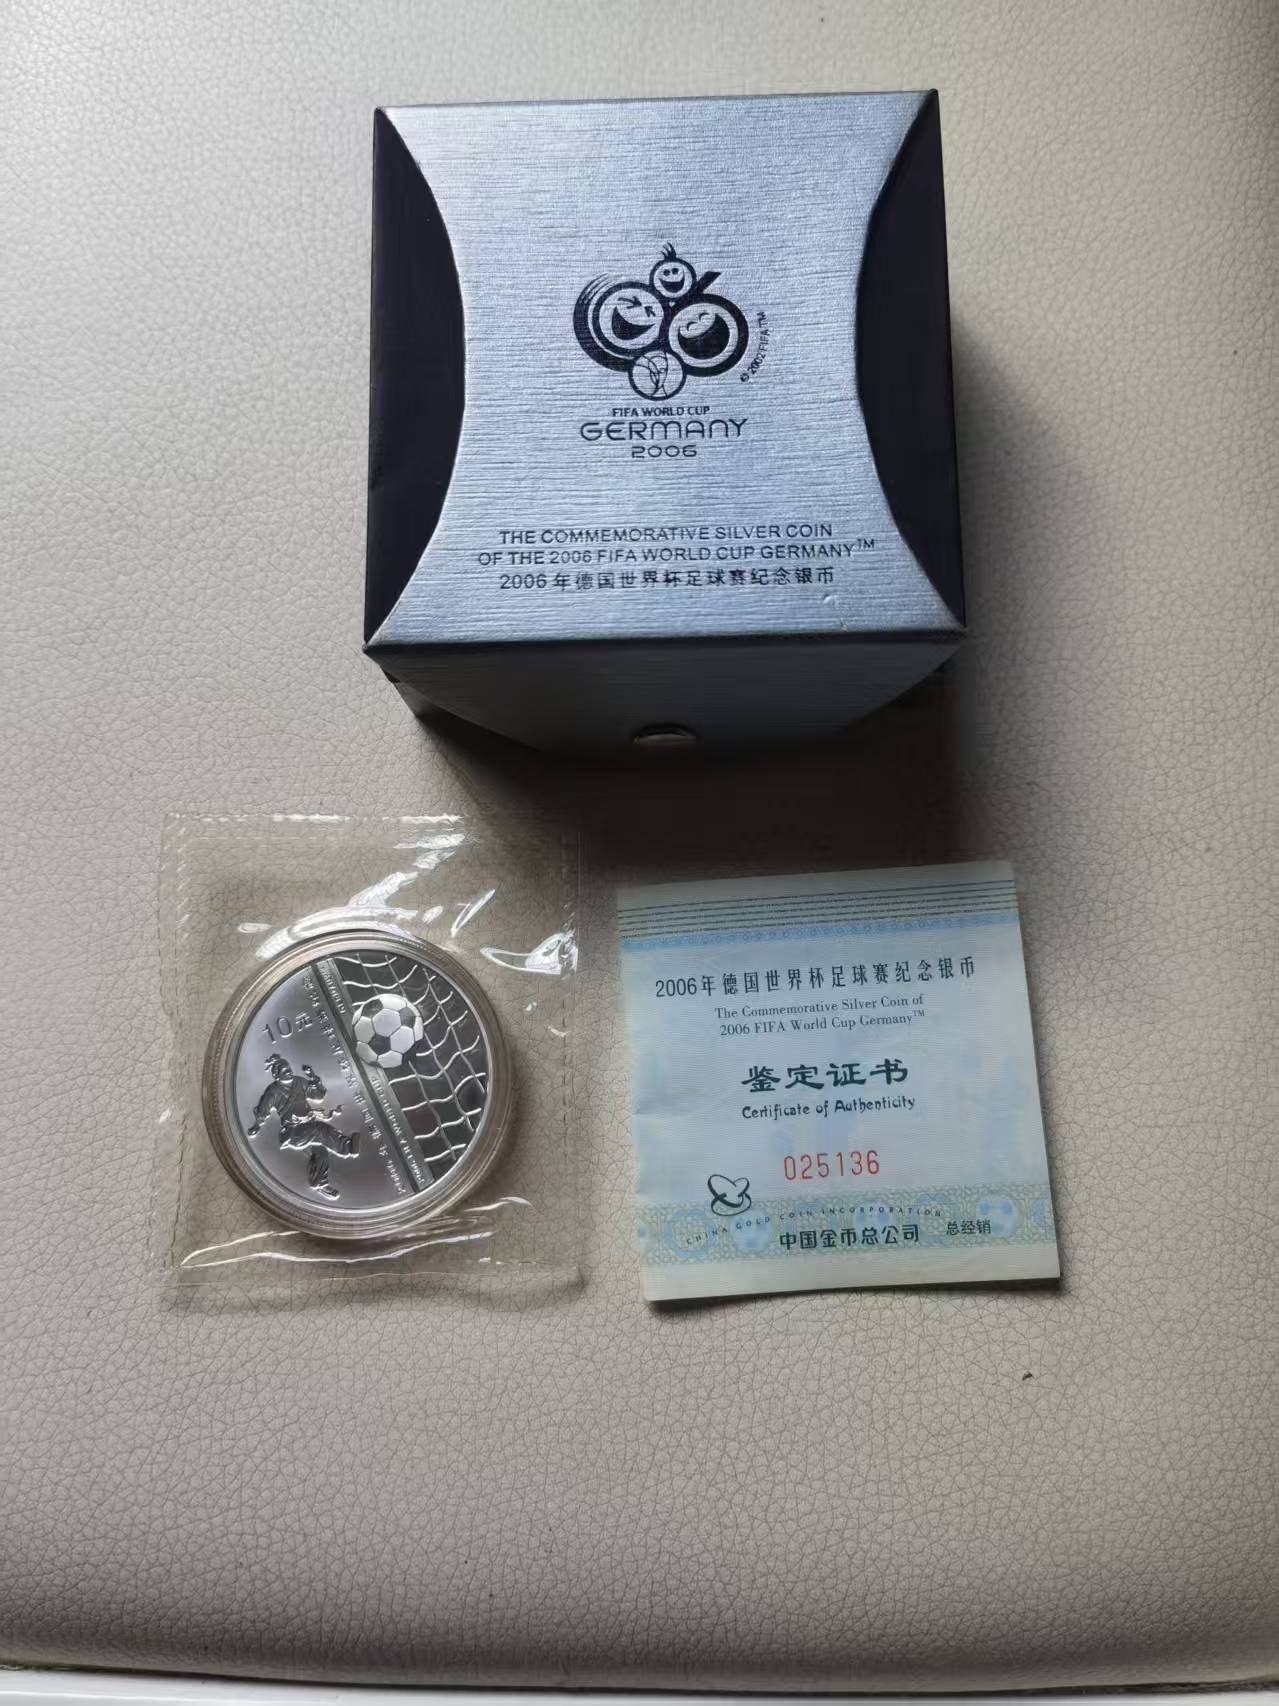 © 2002 FIFA TM
FIFA WORLD CUP
GERMANY
2006
THE COMMEMORATIVE SILVER COIN
OF THE 2006 FIFA WORLD CUP GERMANY™
2006年德国世界杯足球赛纪念银币
10元
2006年德国世界杯足球赛纪念银币
The Commemorative Silver Coin of
2006 FIFA World Cup Germany™
鉴定证书
Certificate of Authenticity
025136
CHINA GOLD COIN INCORPORATION
中国金币总公司 总经销